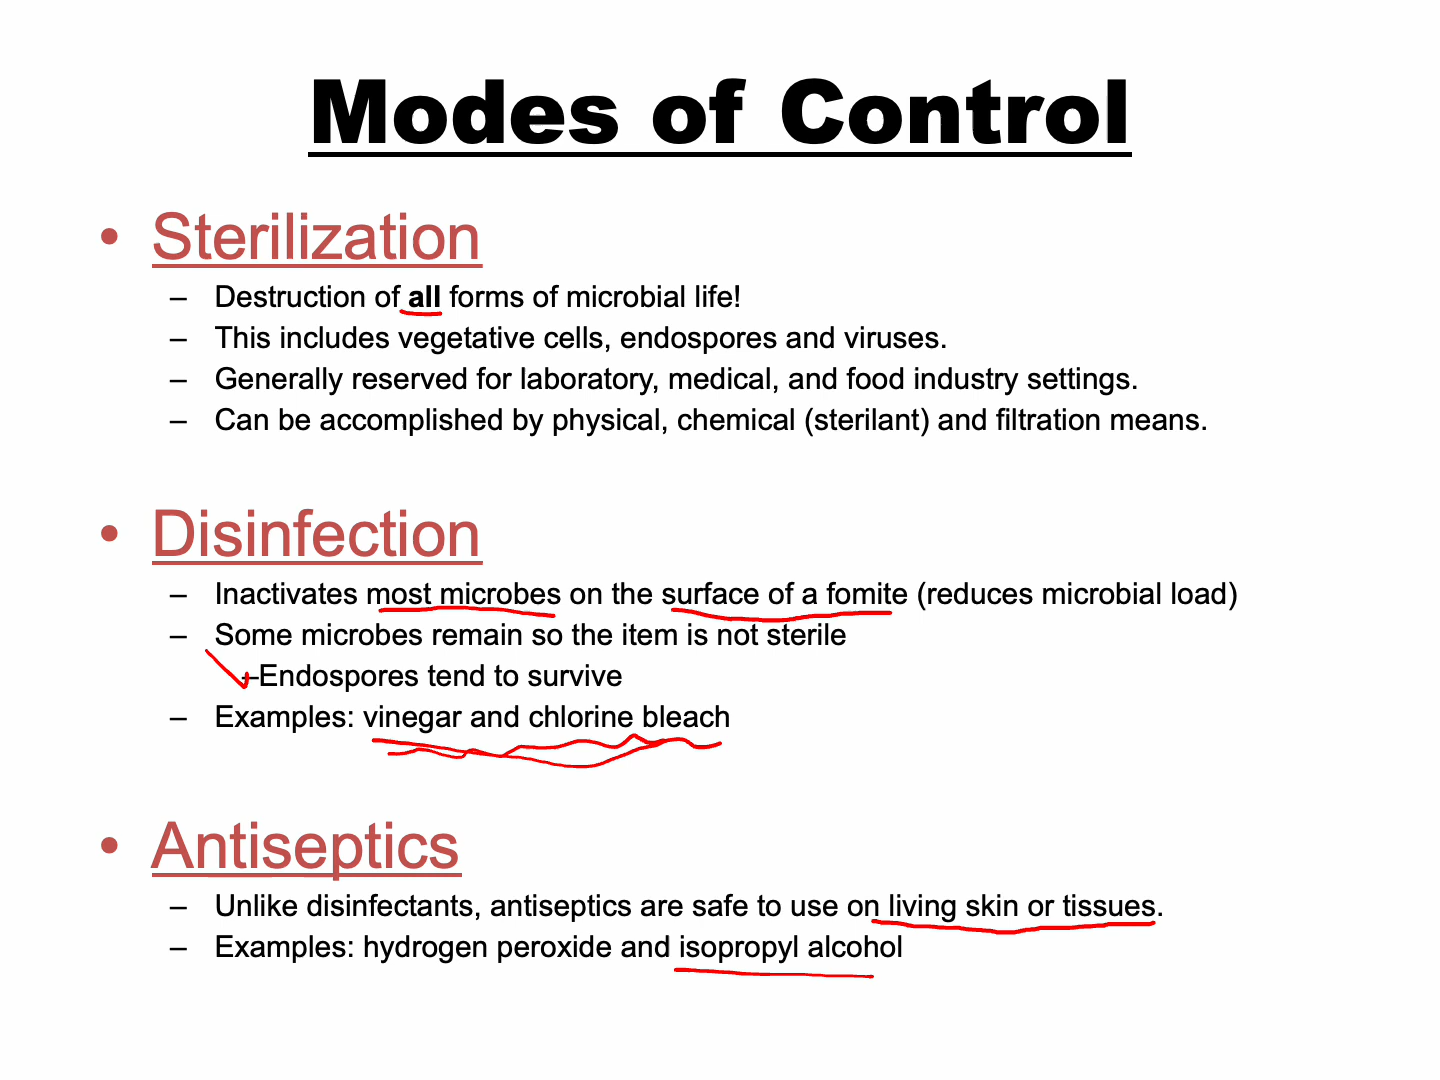 Modes of Control
• Sterilization
– Destruction of all forms of microbial life!
– This includes vegetative cells, endospores and viruses.
– Generally reserved for laboratory, medical, and food industry settings.
– Can be accomplished by physical, chemical (sterilant) and filtration means.
• Disinfection
– Inactivates most microbes on the surface of a fomite (reduces microbial load)
– Some microbes remain so the item is not sterile
–Endospores tend to survive
– Examples: vinegar and chlorine bleach
• Antiseptics
– Unlike disinfectants, antiseptics are safe to use on living skin or tissues.
– Examples: hydrogen peroxide and isopropyl alcohol